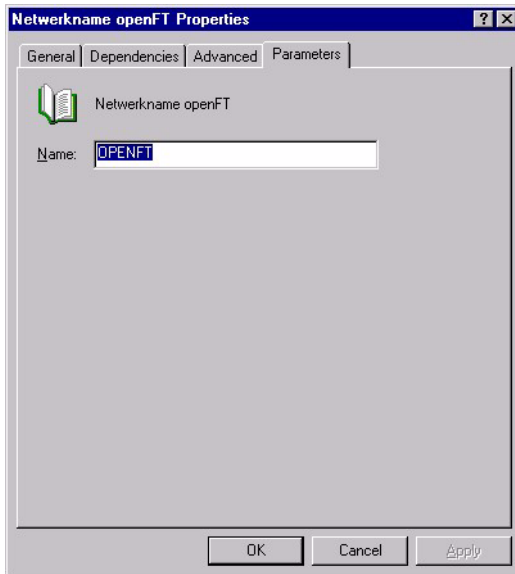 Netwerkname openFT Properties
General Dependencies Advanced Parameters
Netwerkname openFT
Name: OPENFT
OK Cancel Apply